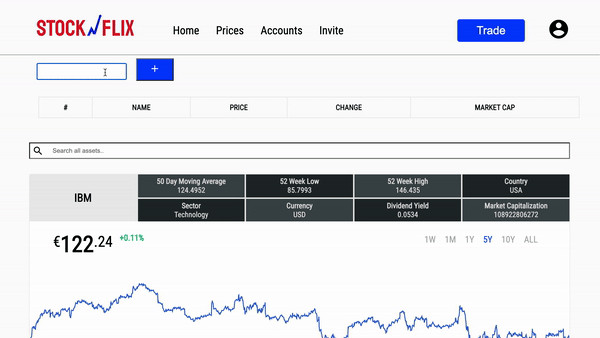 STOCK FLIX Home Prices Accounts Invite Trade
+
# NAME PRICE CHANGE MARKET CAP
Search all assets..
IBM
50 Day Moving Average 52 Week Low 52 Week High Country
124.4952 85.7993 146.435 USA
Sector Currency Dividend Yield Market Capitalization
Technology USD 0.0534 108922806272
€122.24 +0.11% 1W 1M 1Y 5Y 10Y ALL